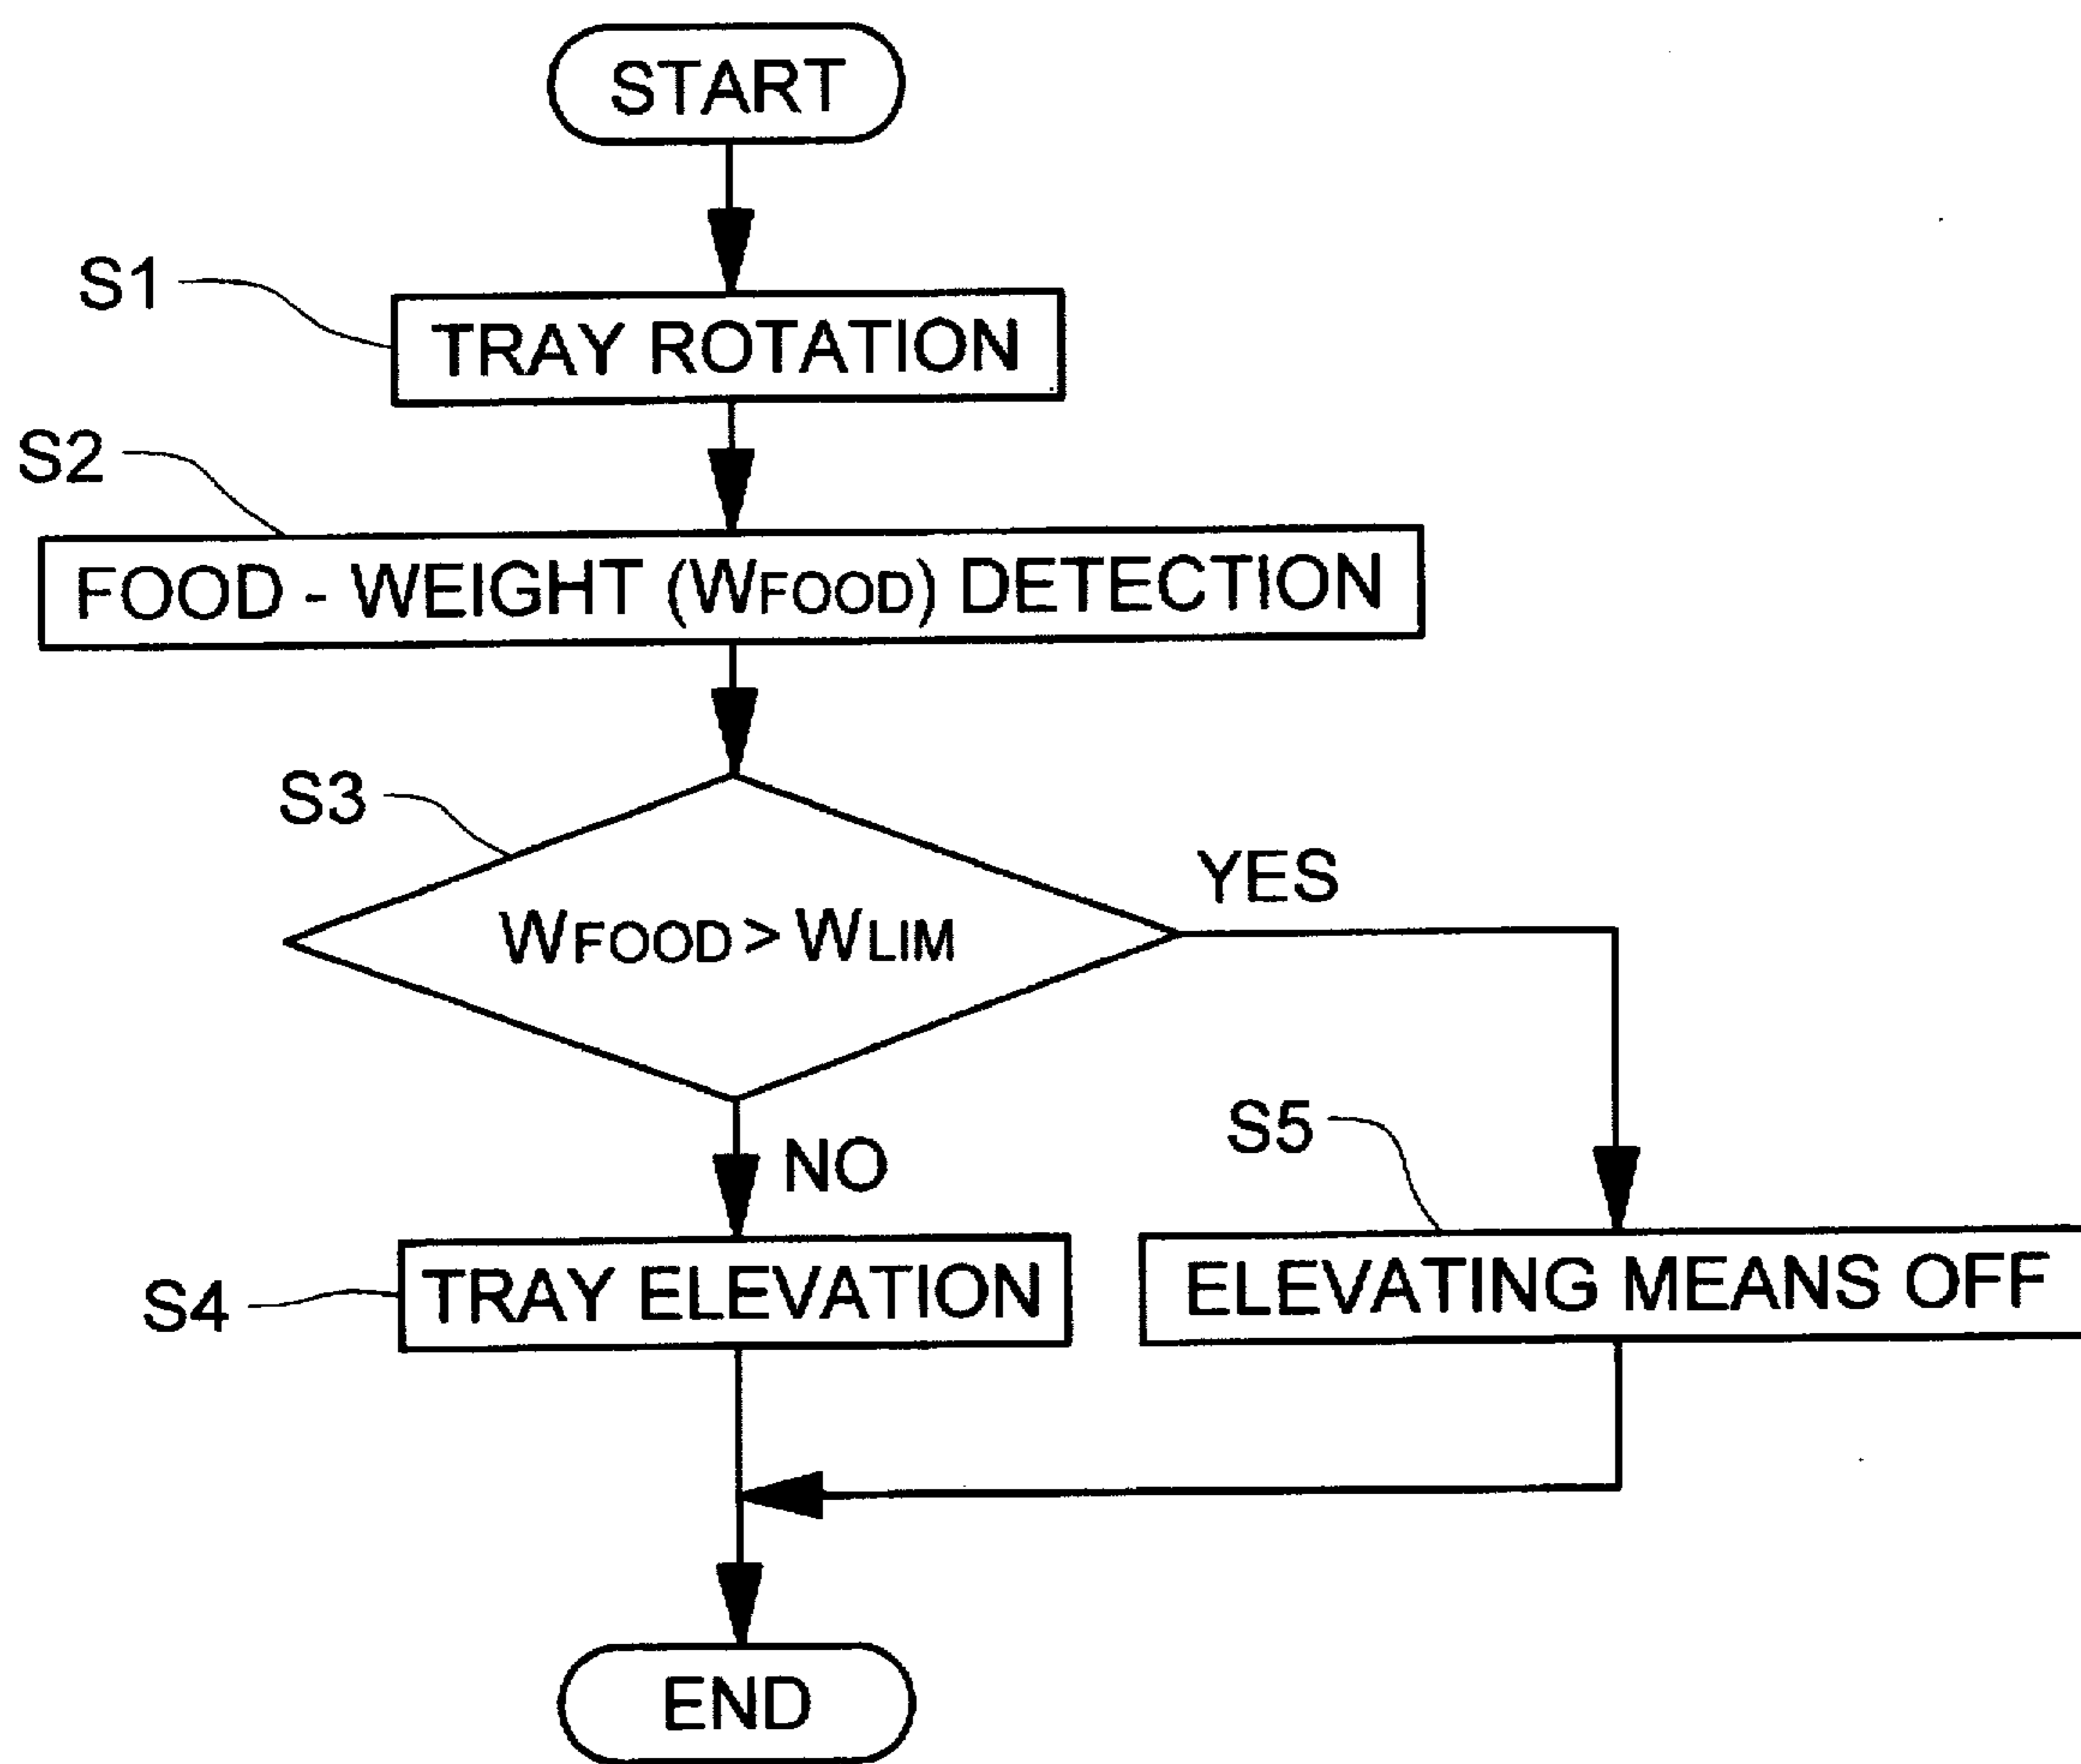 START
S1
TRAY ROTATION
S2
FOOD - WEIGHT (WFOOD) DETECTION
S3
WFOOD > WLIM
YES
NO
S5
S4
TRAY ELEVATION
ELEVATING MEANS OFF
END